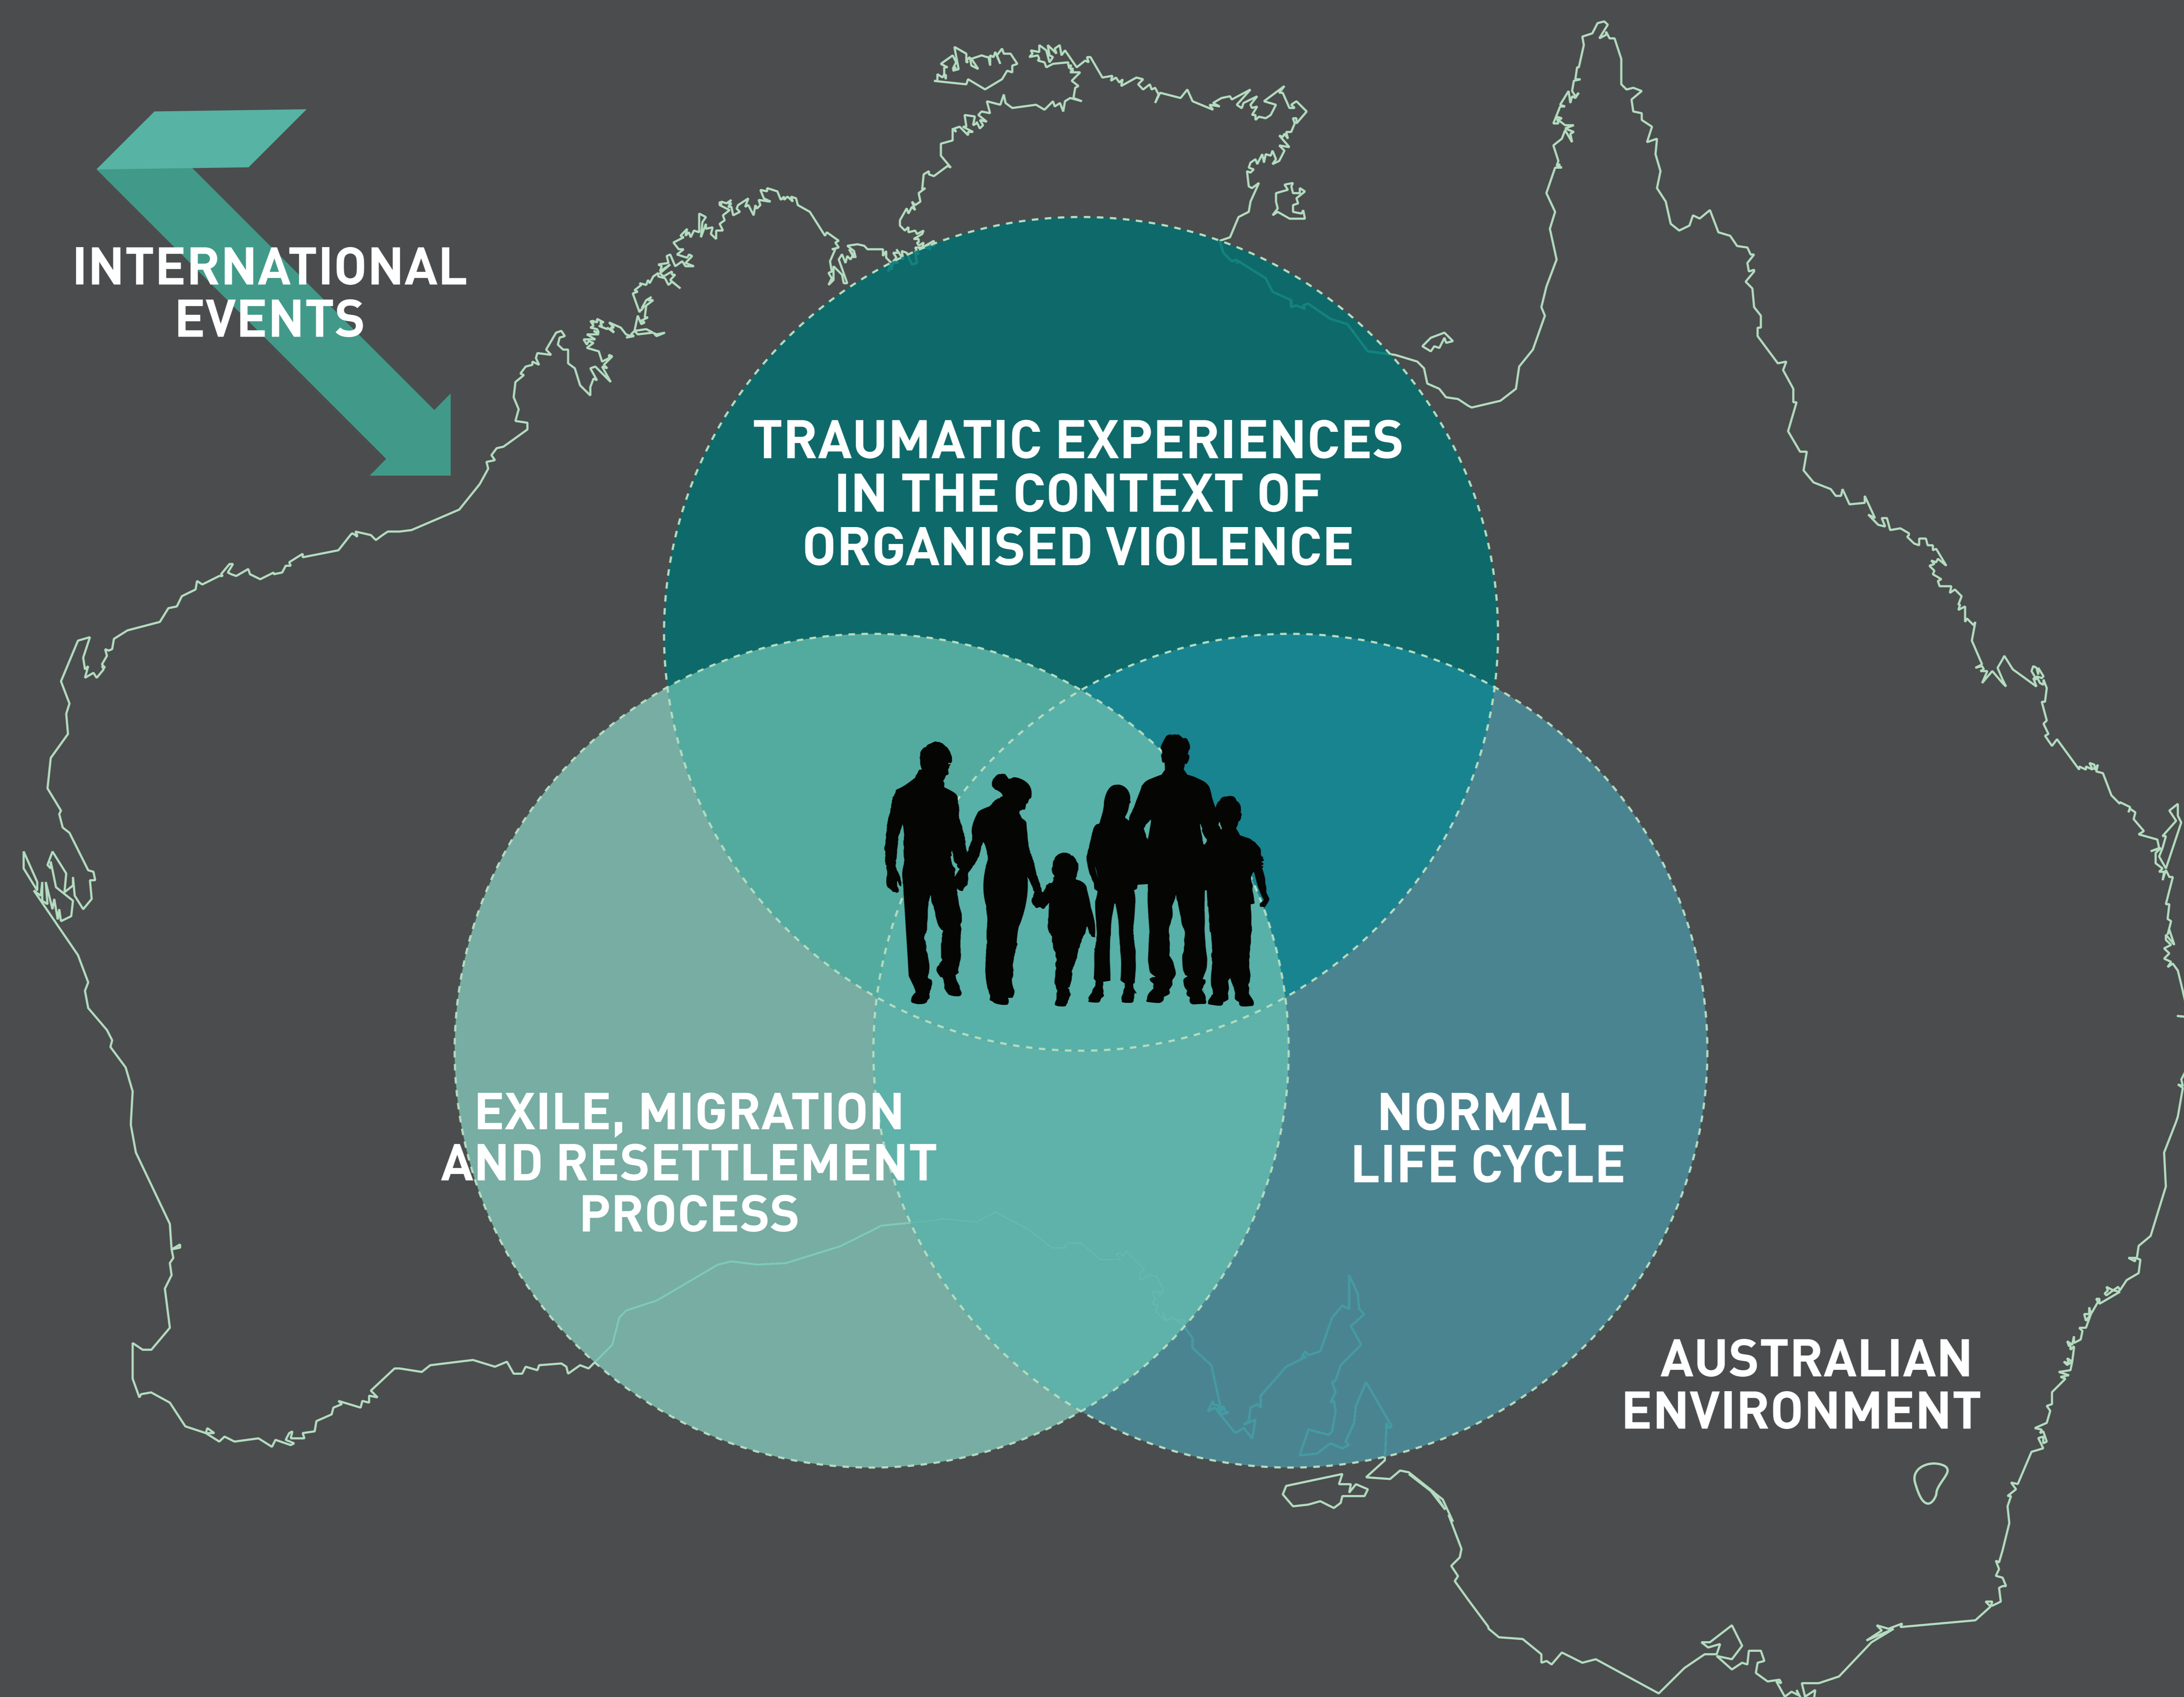 INTERNATIONAL
EVENTS
TRAUMATIC EXPERIENCES
IN THE CONTEXT OF
ORGANISED VIOLENCE
EXILE, MIGRATION
AND RESETTLEMENT
PROCESS
NORMAL
LIFE CYCLE
AUSTRALIAN
ENVIRONMENT